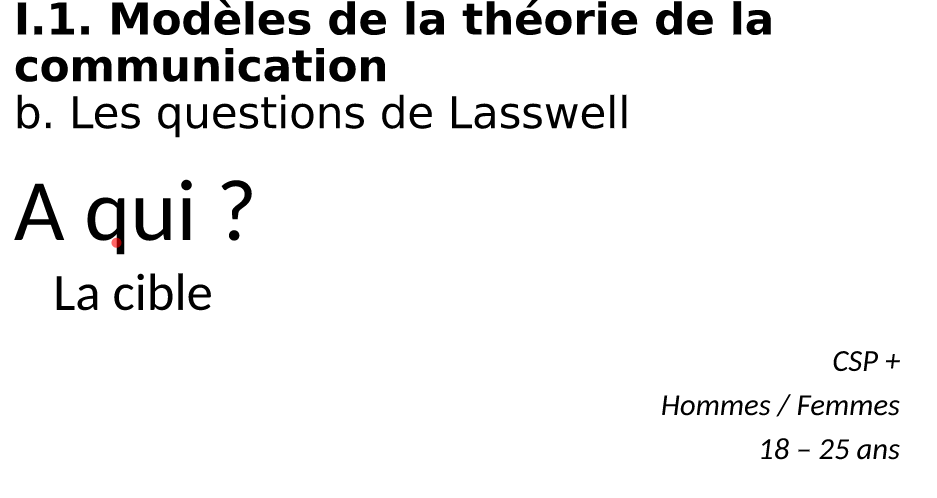 I.1. Modèles de la théorie de la
communication
b. Les questions de Lasswell
A qui ?
La cible
CSP +
Hommes / Femmes
18 – 25 ans